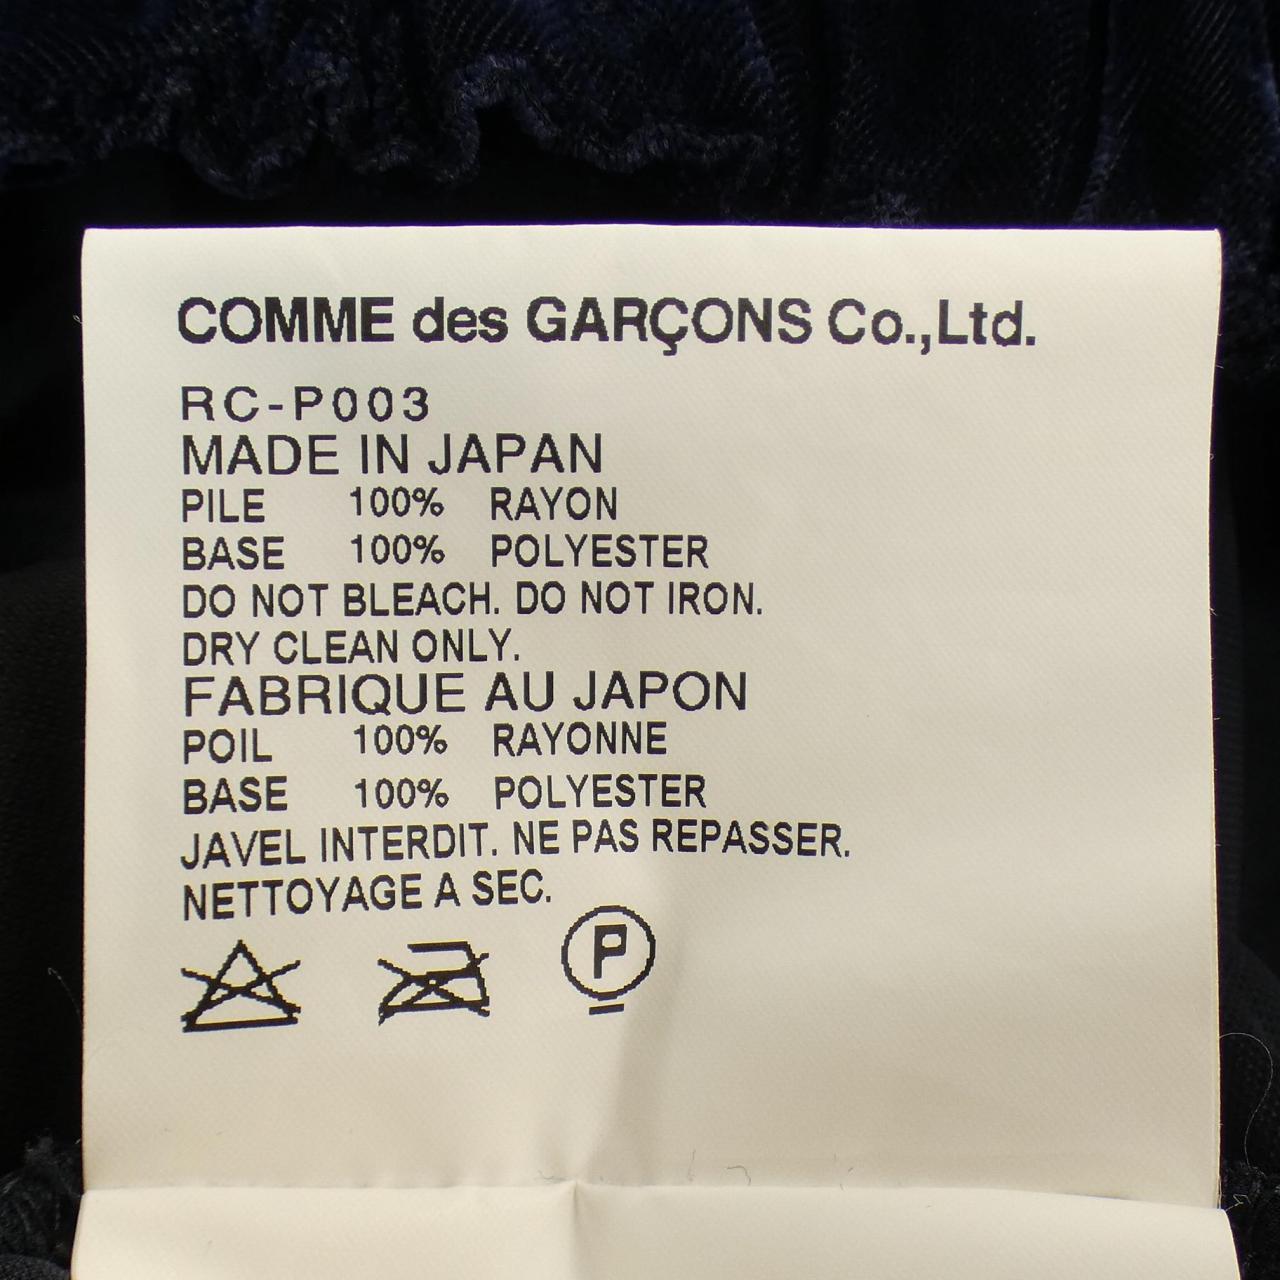 COMME des GARÇONS Co.,Ltd.
RC-P003
MADE IN JAPAN
PILE 100% RAYON
BASE 100% POLYESTER
DO NOT BLEACH. DO NOT IRON.
DRY CLEAN ONLY.
FABRIQUE AU JAPON
POIL 100% RAYONNE
BASE 100% POLYESTER
JAVEL INTERDIT. NE PAS REPASSER.
NETTOYAGE A SEC.
P